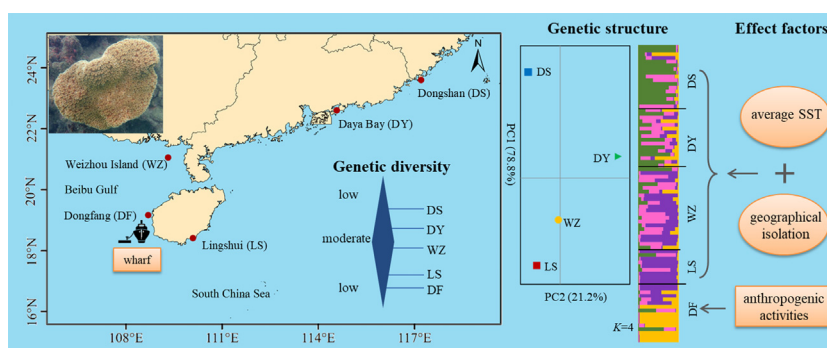 Genetic structure
Effect factors
24°N
22°N
20°N
18°N
16°N
N
Dongshan (DS)
Daya Bay (DY)
Weizhou Island (WZ)
Beibu Gulf
Dongfang (DF)
Lingshui (LS)
wharf
South China Sea
108°E
111°E
114°E
117°E
Genetic diversity
low
moderate
low
DS
DY
WZ
LS
DF
PC1 (78.8%)
DS
DY
WZ
LS
PC2 (21.2%)
K=4
DS
DY
WZ
LS
DF
average SST
+
geographical
isolation
anthropogenic
activities